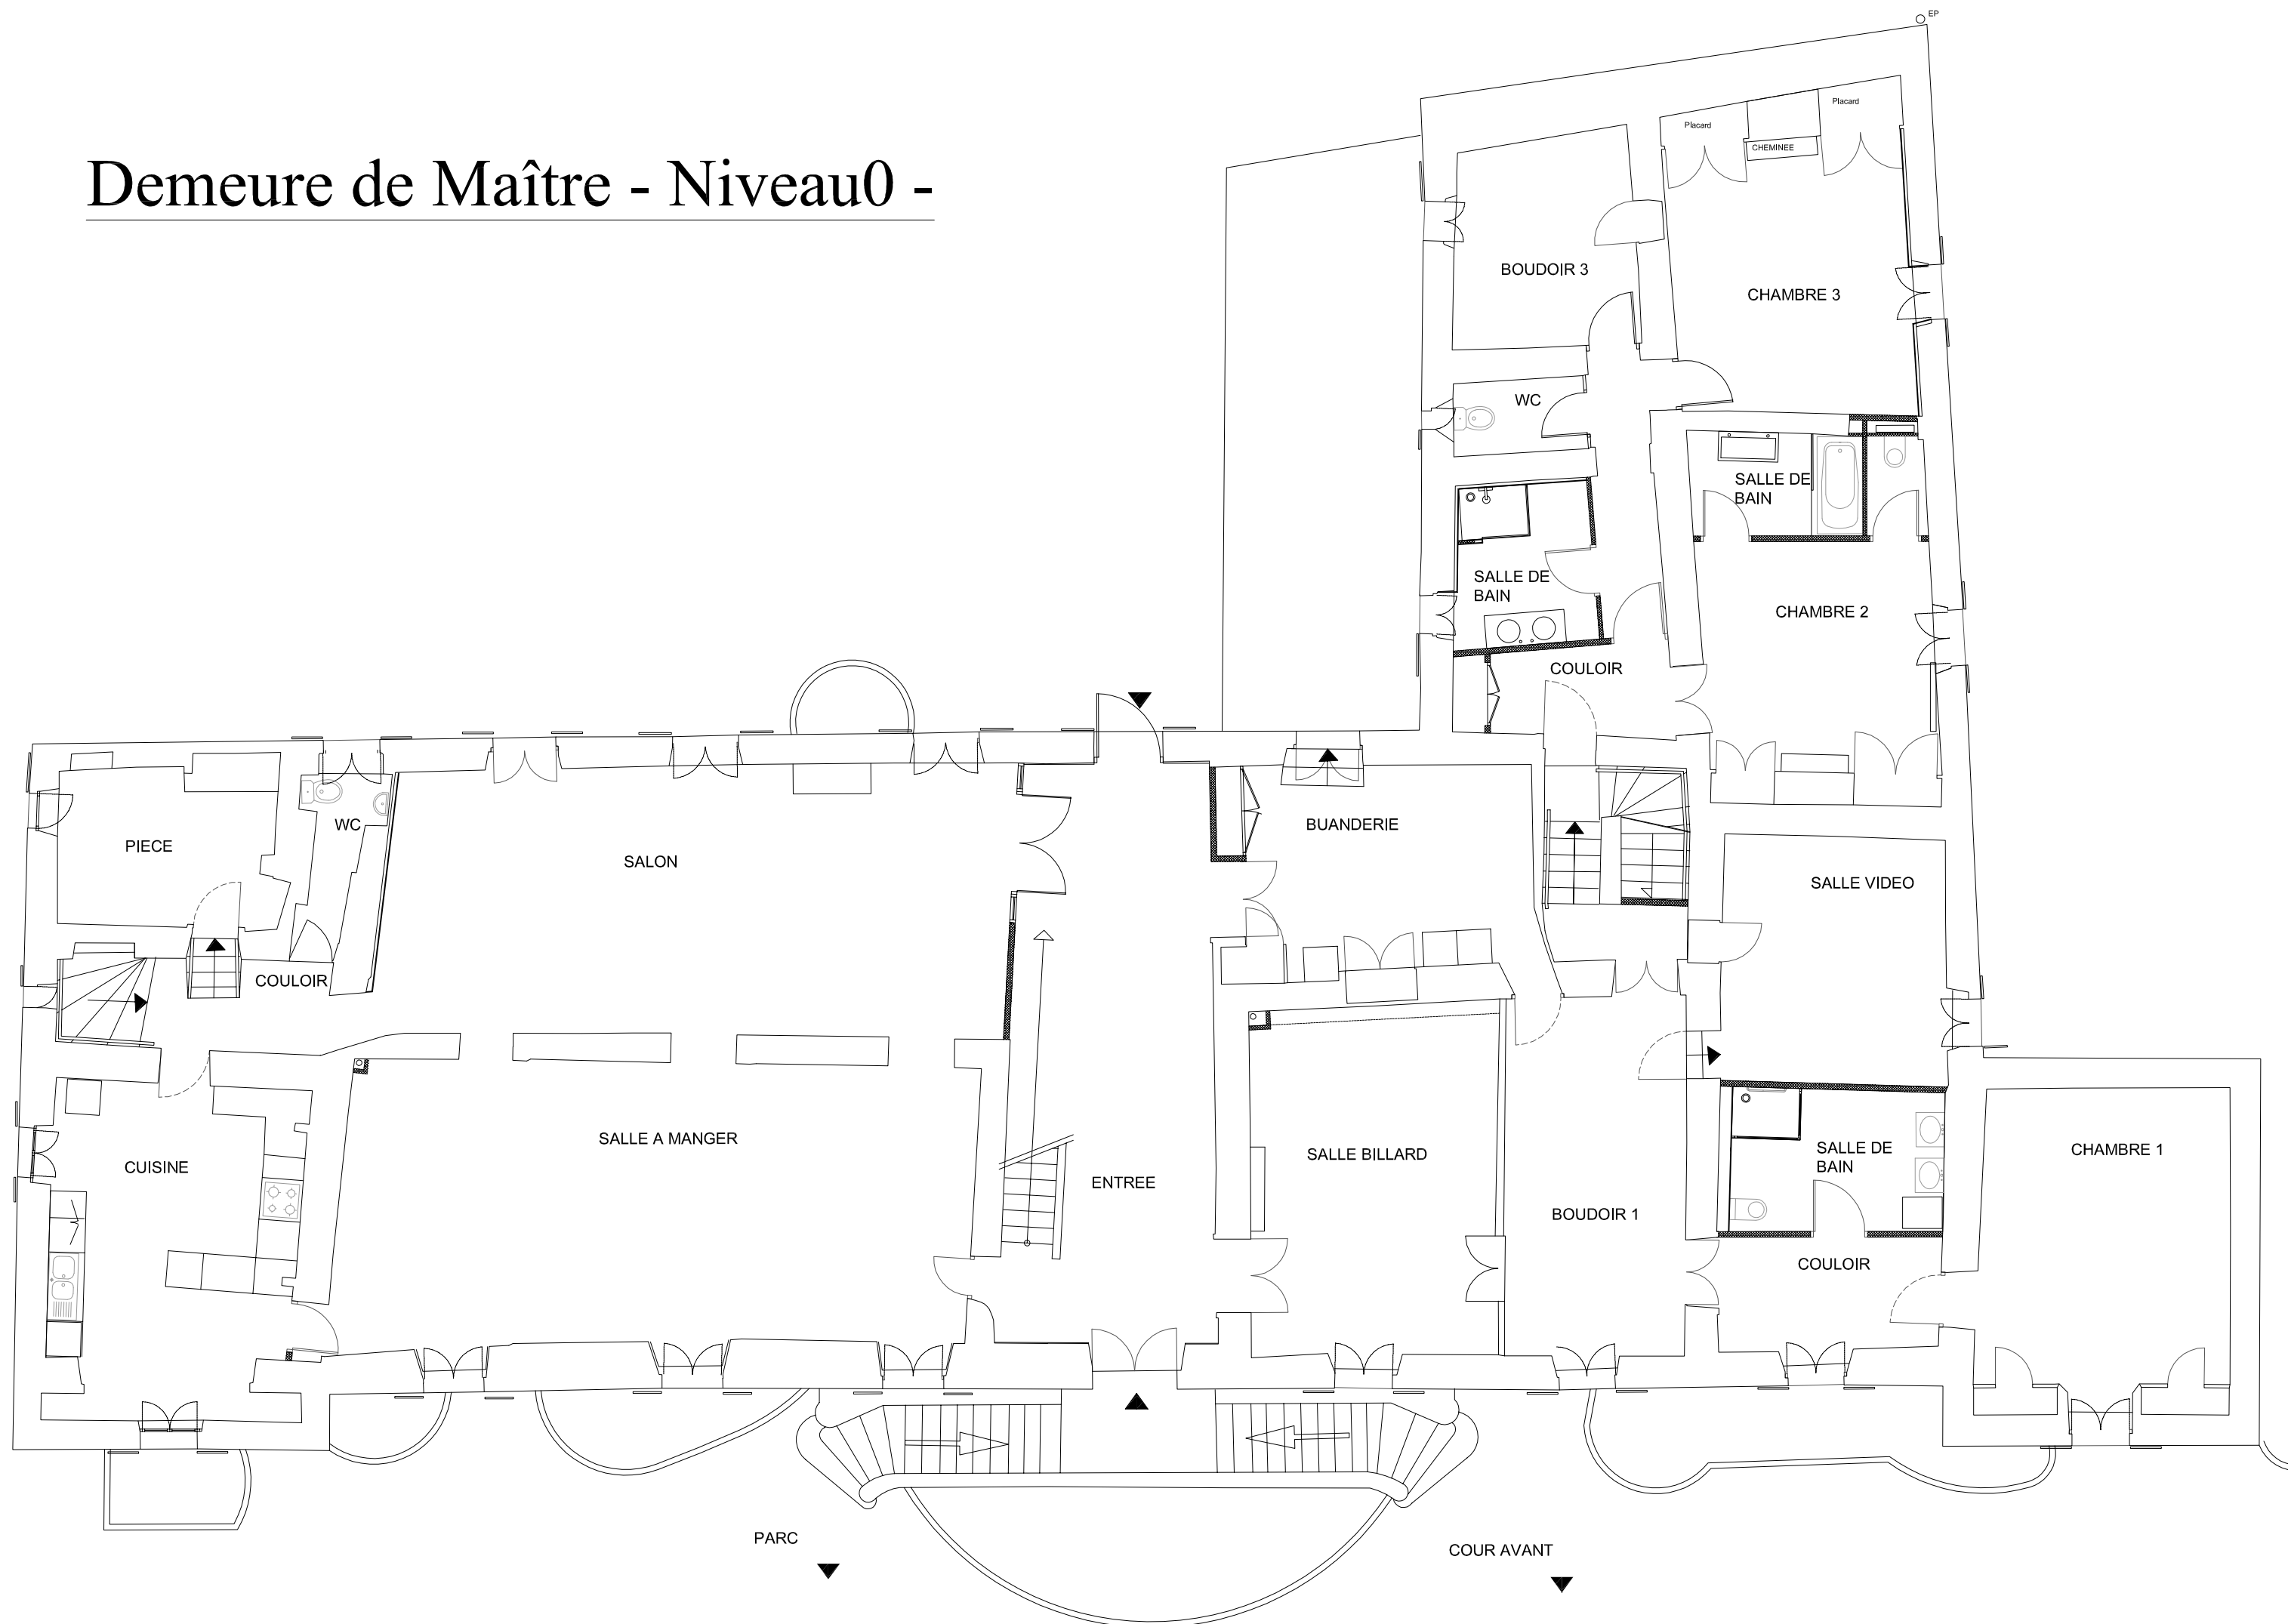 EP
Placard
Placard
CHEMINEE
Demeure de Maître - Niveau0 -
BOUDOIR 3
CHAMBRE 3
WC
SALLE DE
BAIN
SALLE DE
BAIN
CHAMBRE 2
COULOIR
WC
BUANDERIE
PIECE
SALON
SALLE VIDEO
COULOIR
SALLE A MANGER
CUISINE
ENTREE
SALLE BILLARD
SALLE DE
BAIN
CHAMBRE 1
BOUDOIR 1
COULOIR
PARC
COUR AVANT